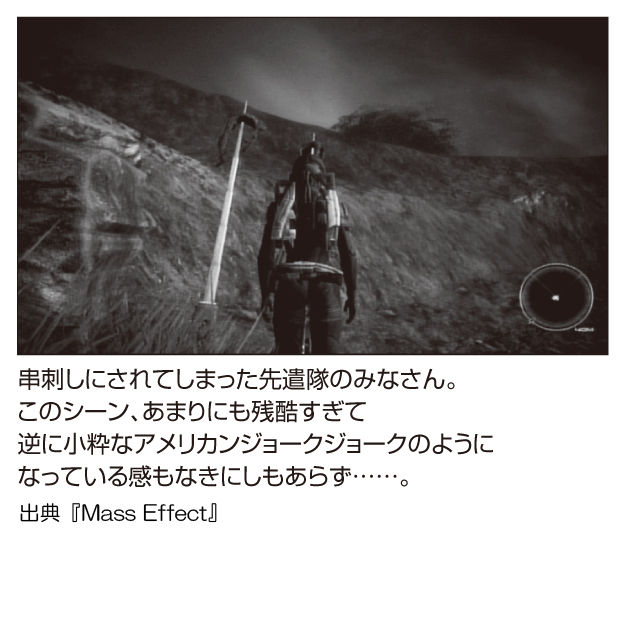 串刺しにされてしまった先遣隊のみなさん。
このシーン、あまりにも残酷すぎて
逆に小粋なアメリカンジョークジョークのように
なっている感もなきにしもあらず……。
出典『Mass Effect』